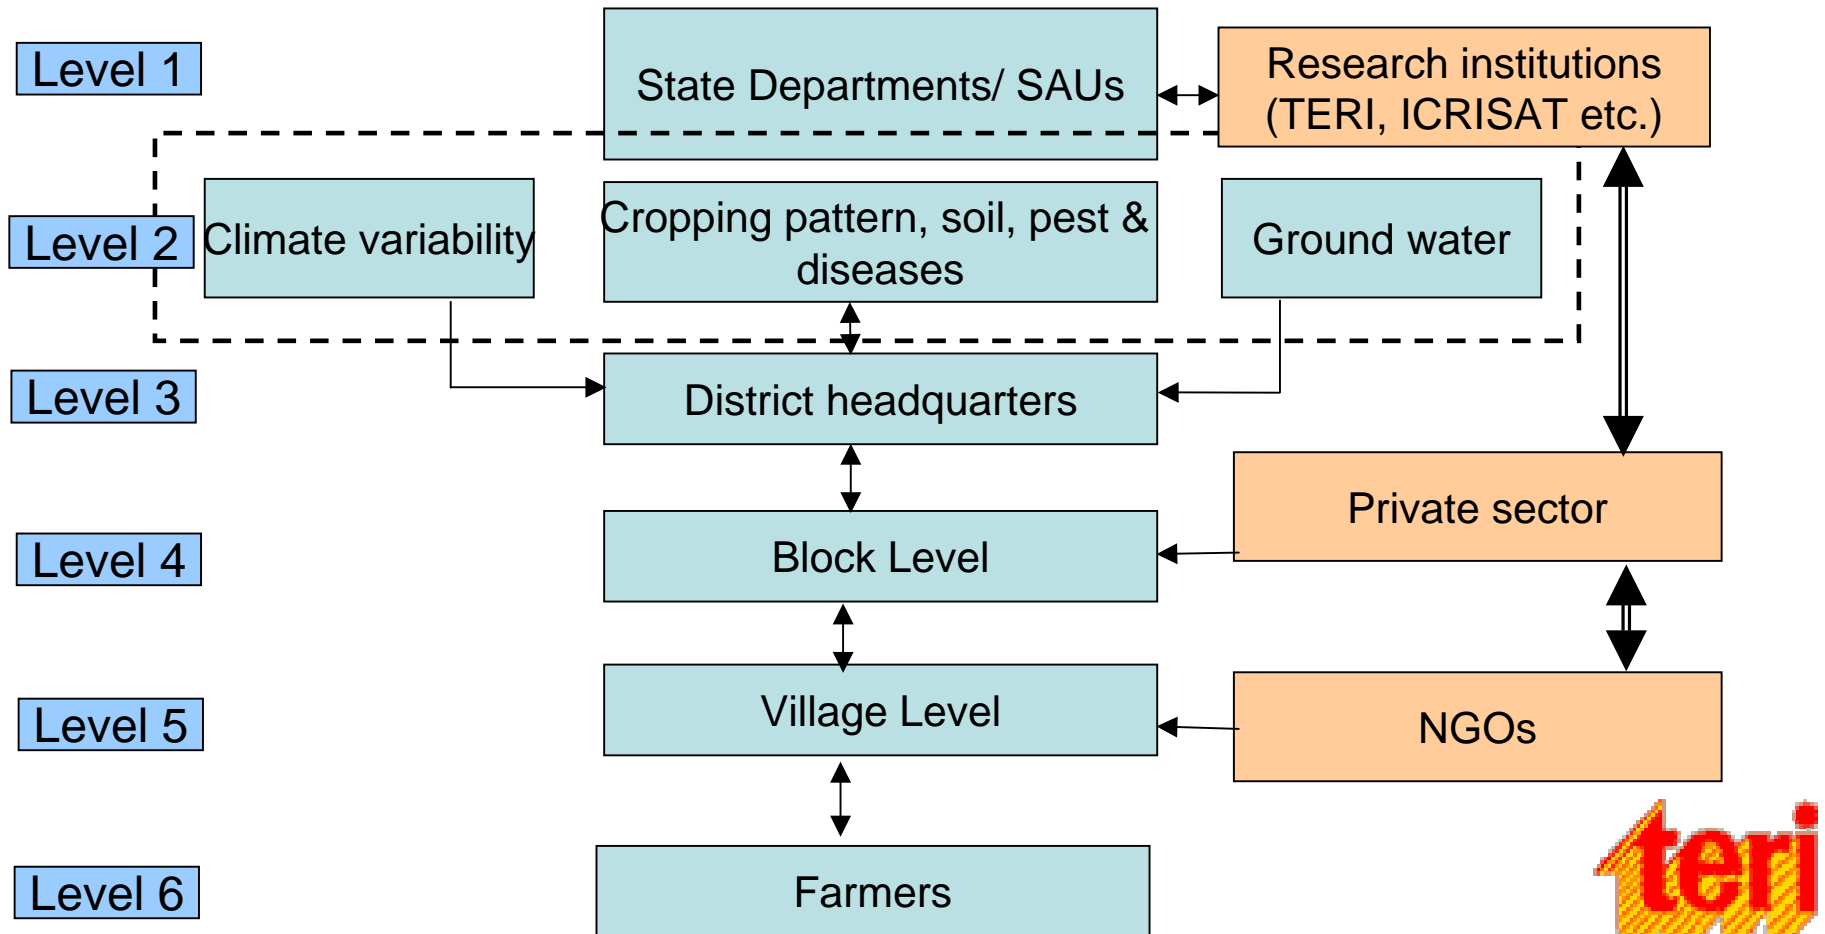 Level 1
State Departments/ SAUs
Research institutions
(TERI, ICRISAT etc.)
Level 2
Climate variability
Cropping pattern, soil, pest &
diseases
Ground water
Level 3
District headquarters
Private sector
Level 4
Block Level
Level 5
Village Level
NGOs
teri
Level 6
Farmers